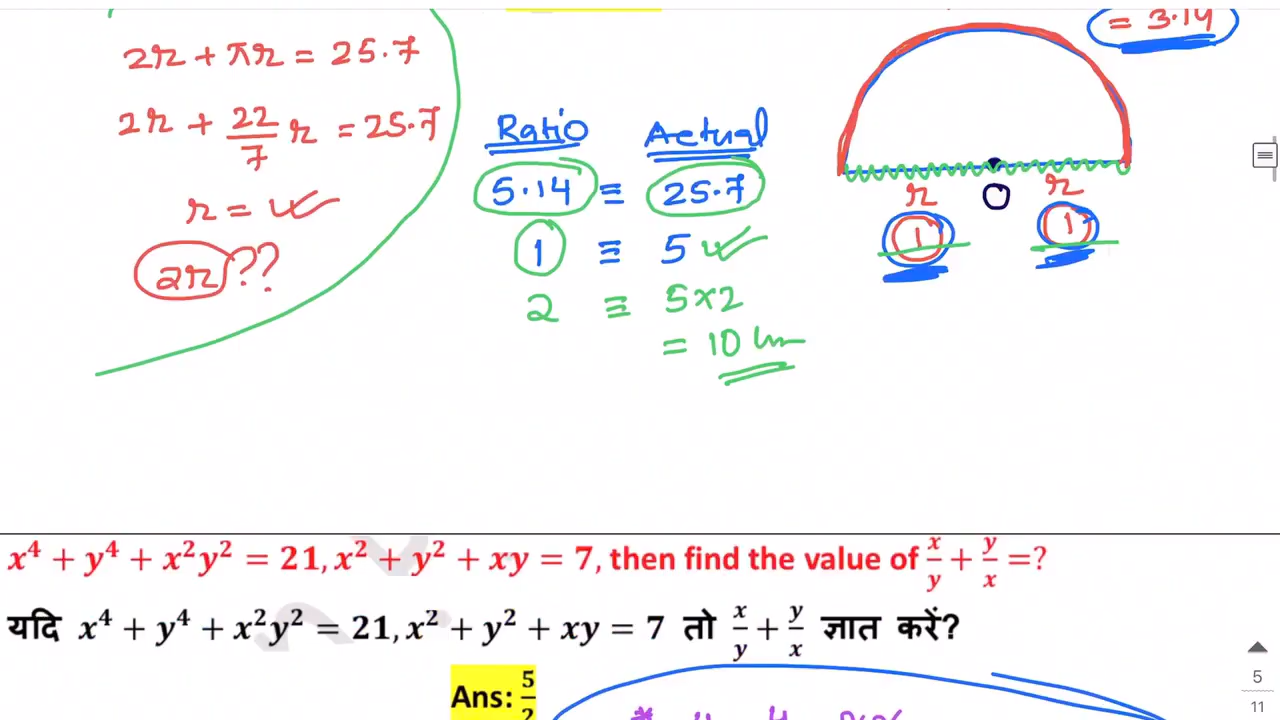 2r + πr = 25.7
2r + 22/7 r = 25.7
r =
2r ??
Ratio Actual
5.14 ≡ 25.7
1 ≡ 5
2 ≡ 5×2
= 10 cm
= 3.14
r O r
1 1
x⁴ + y⁴ + x²y² = 21, x² + y² + xy = 7, then find the value of x/y + y/x =?
यदि x⁴ + y⁴ + x²y² = 21, x² + y² + xy = 7 तो x/y + y/x ज्ञात करें?
Ans: 5/2
5
11